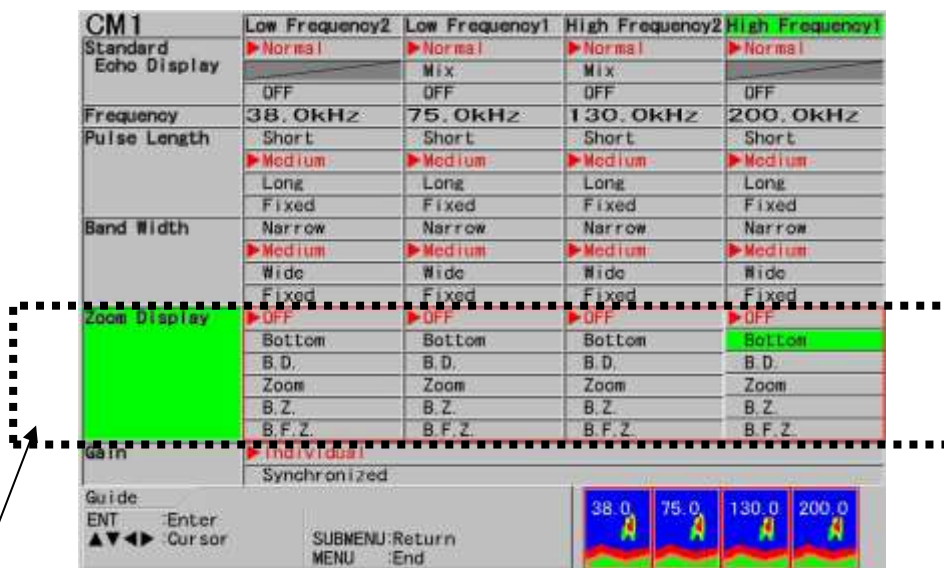 CM1 Low Frequency2 Low Frequency1 High Frequency2 High Frequency1
Standard ▶Normal ▶Normal ▶Normal ▶Normal
Echo Display Mix Mix
OFF OFF OFF OFF
Frequency 38.0kHz 75.0kHz 130.0kHz 200.0kHz
Pulse Length Short Short Short Short
▶Medium ▶Medium ▶Medium ▶Medium
Long Long Long Long
Fixed Fixed Fixed Fixed
Band Width Narrow Narrow Narrow Narrow
▶Medium ▶Medium ▶Medium ▶Medium
Wide Wide Wide Wide
Fixed Fixed Fixed Fixed
Zoom Display ▶OFF ▶OFF ▶OFF ▶OFF
Bottom Bottom Bottom Bottom
B.D. B.D. B.D. B.D.
Zoom Zoom Zoom Zoom
B.Z. B.Z. B.Z. B.Z.
B.F.Z. B.F.Z. B.F.Z. B.F.Z.
Gain ▶Individual
Synchronized
Guide
ENT :Enter
▲▼◀▶ :Cursor SUBMENU:Return
MENU :End
38.0 75.0 130.0 200.0